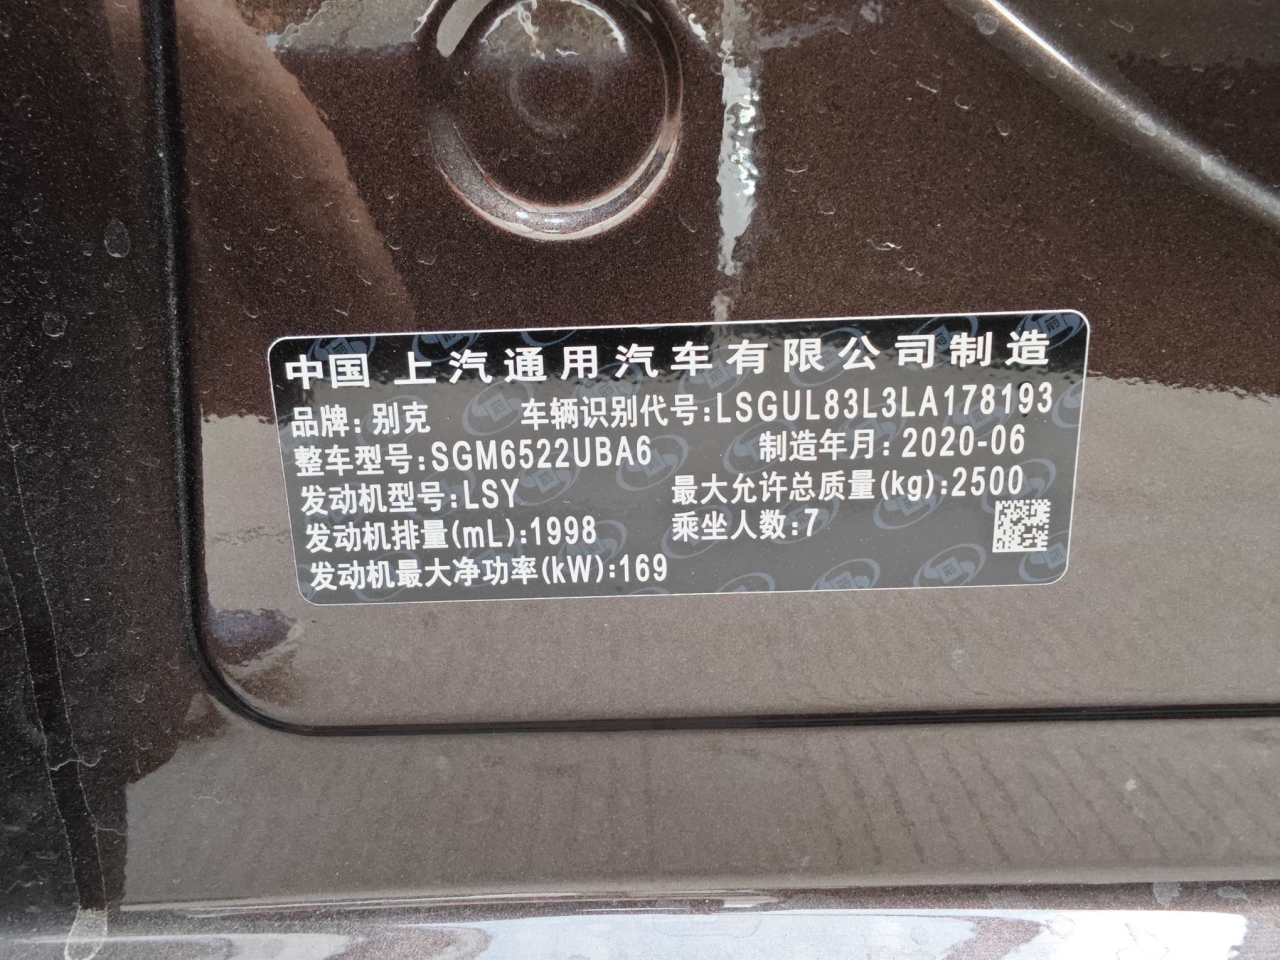 中国 上汽通用汽车有限公司制造
品牌: 别克 车辆识别代号:LSGUL83L3LA178193
整车型号:SGM6522UBA6 制造年月: 2020-06
发动机型号:LSY 最大允许总质量(kg):2500
发动机排量(mL):1998 乘坐人数:7
发动机最大净功率(kW):169